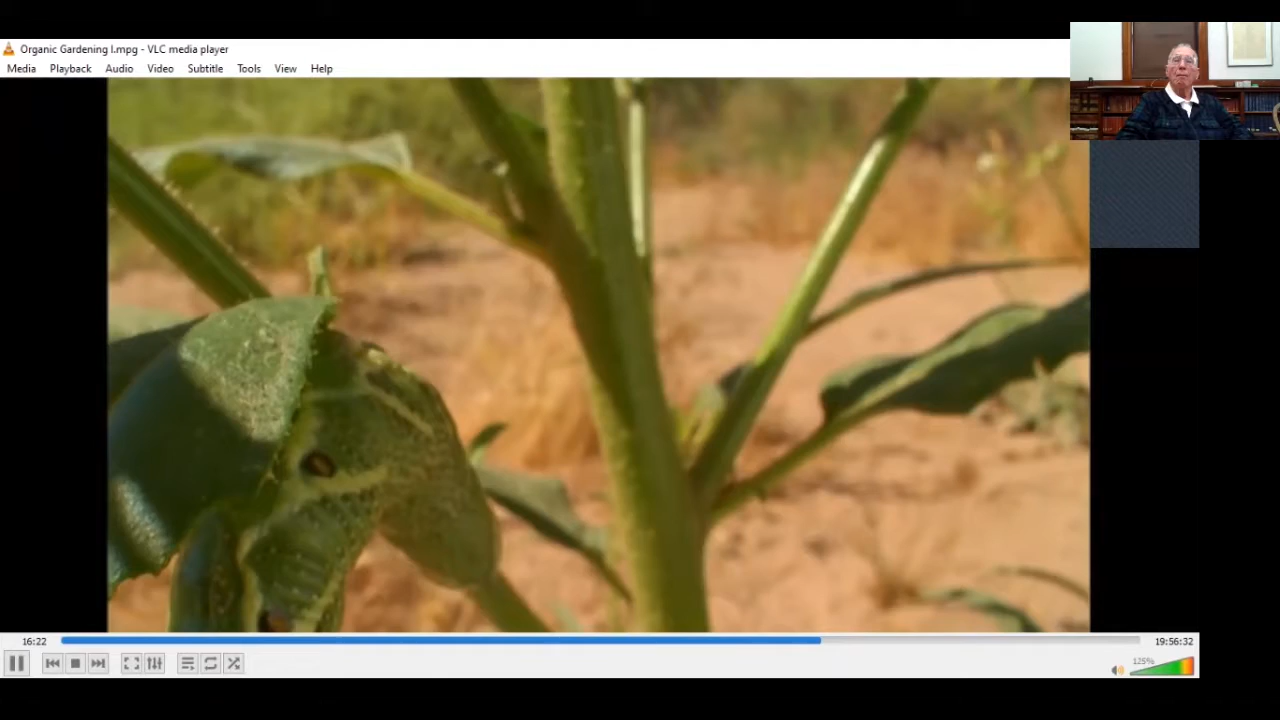 Organic Gardening I.mpg - VLC media player
Media Playback Audio Video Subtitle Tools View Help
16:22
19:56:32
125%